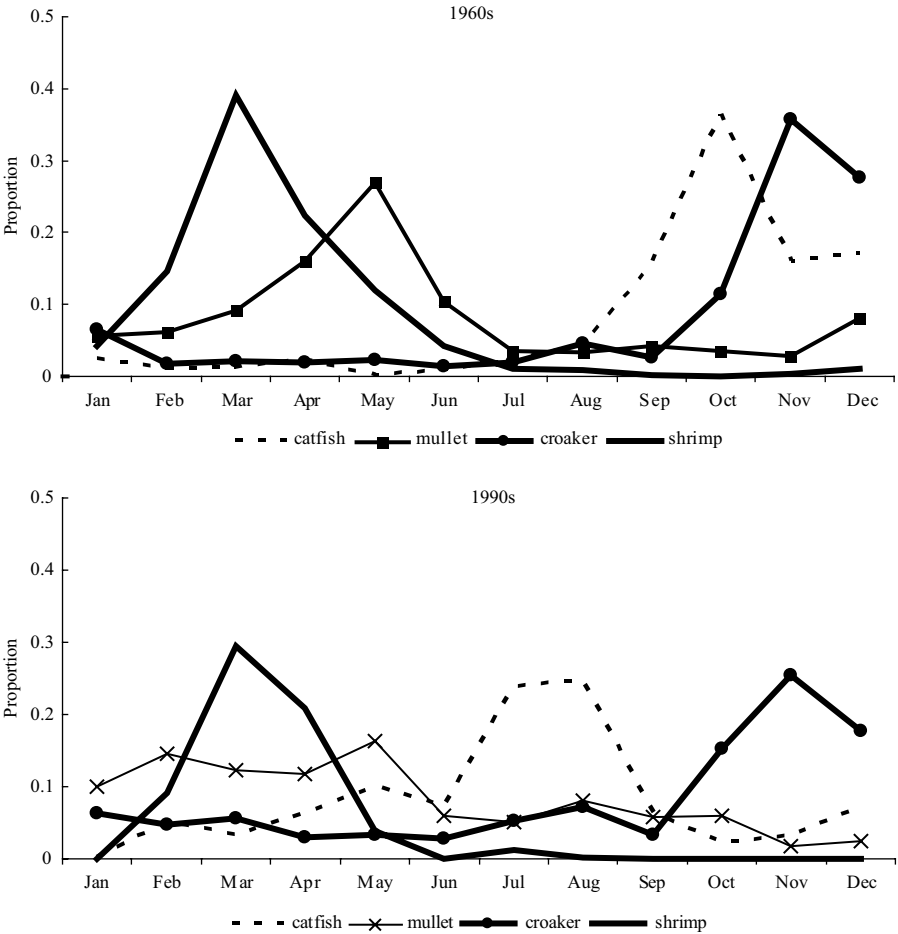 1960s
0.5
0.4
0.3
0.2
0.1
0
Proportion
Jan Feb Mar Apr May Jun Jul Aug Sep Oct Nov Dec
catfish mullet croaker shrimp
1990s
0.5
0.4
0.3
0.2
0.1
0
Proportion
Jan Feb Mar Apr May Jun Jul Aug Sep Oct Nov Dec
catfish mullet croaker shrimp